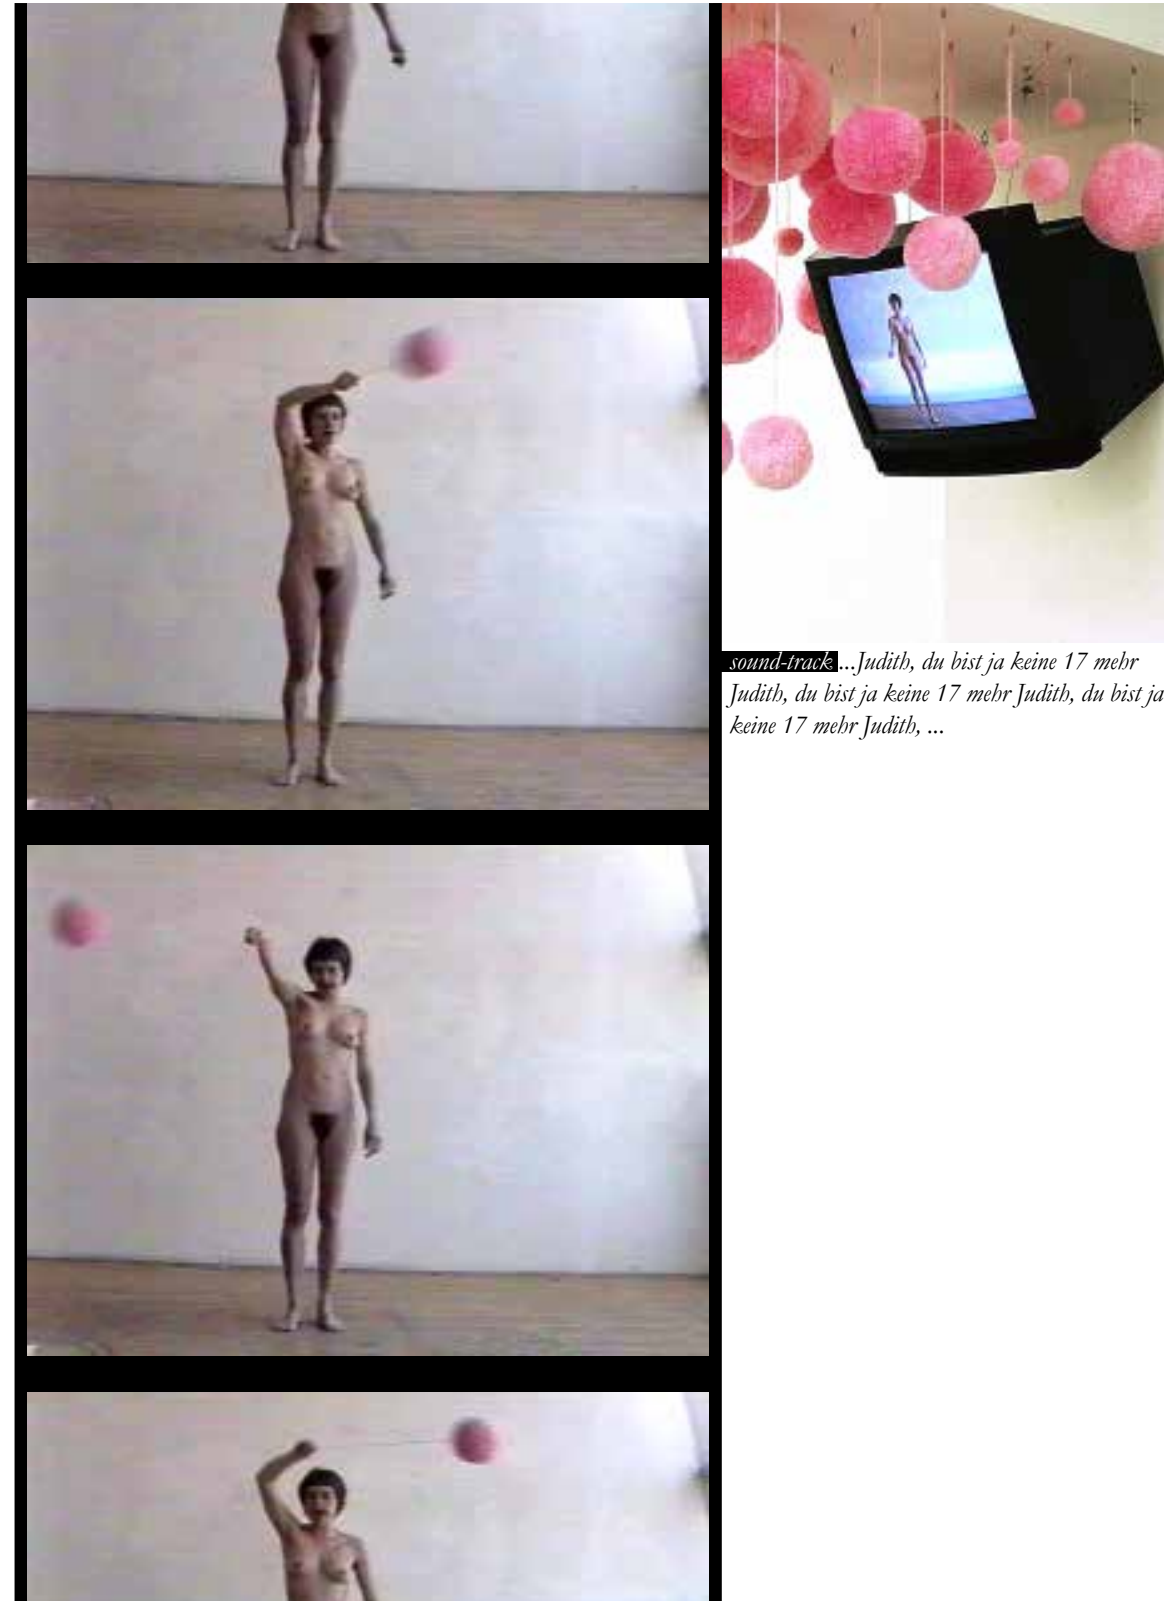 sound-track ...Judith, du bist ja keine 17 mehr
Judith, du bist ja keine 17 mehr Judith, du bist ja
keine 17 mehr Judith, ...